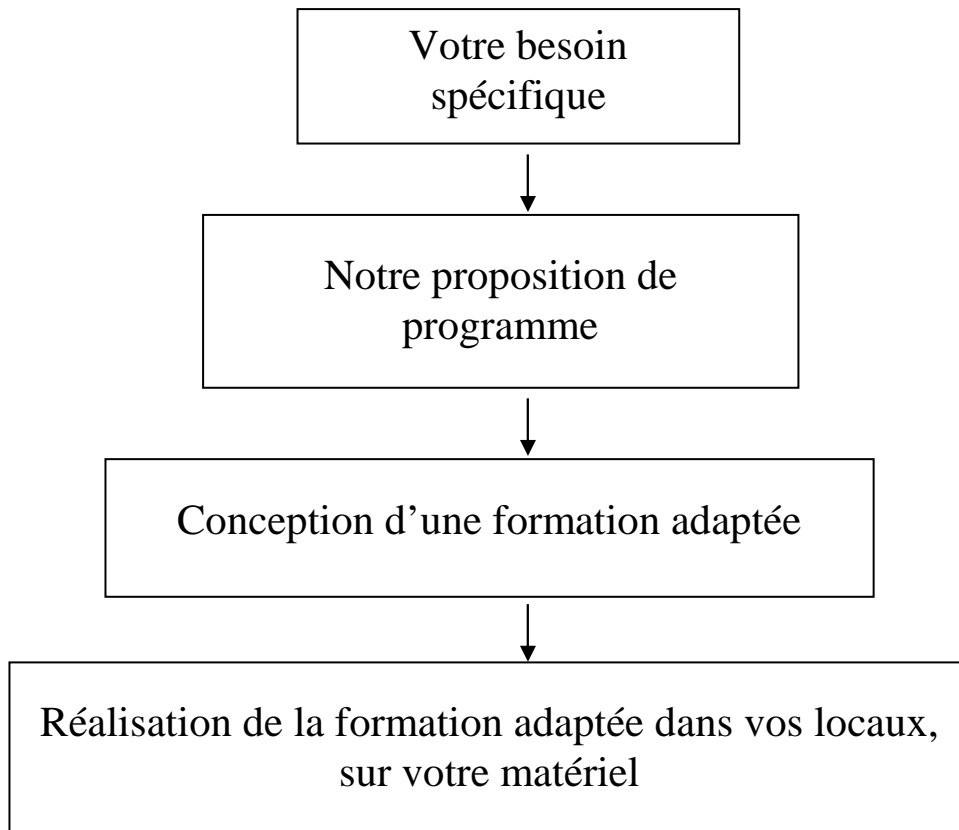 Votre besoin
spécifique
Notre proposition de
programme
Conception d’une formation adaptée
Réalisation de la formation adaptée dans vos locaux,
sur votre matériel